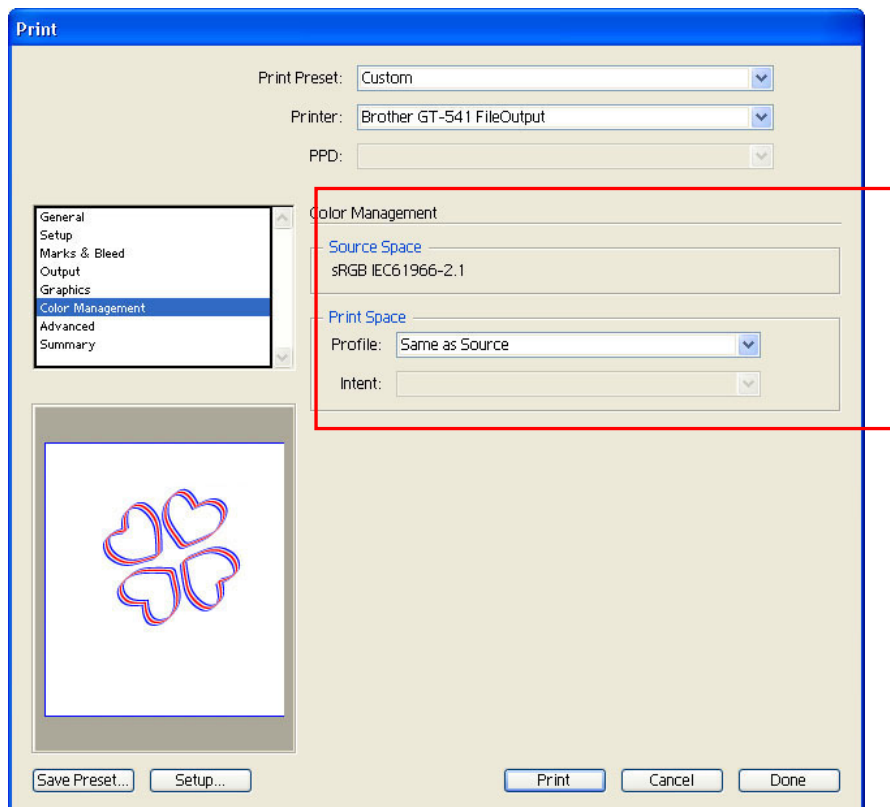 Print
Print Preset: Custom
Printer: Brother GT-541 FileOutput
PPD:
General
Setup
Marks & Bleed
Output
Graphics
Color Management
Advanced
Summary
Color Management
Source Space
sRGB IEC61966-2.1
Print Space
Profile: Same as Source
Intent:
Save Preset... Setup... Print Cancel Done